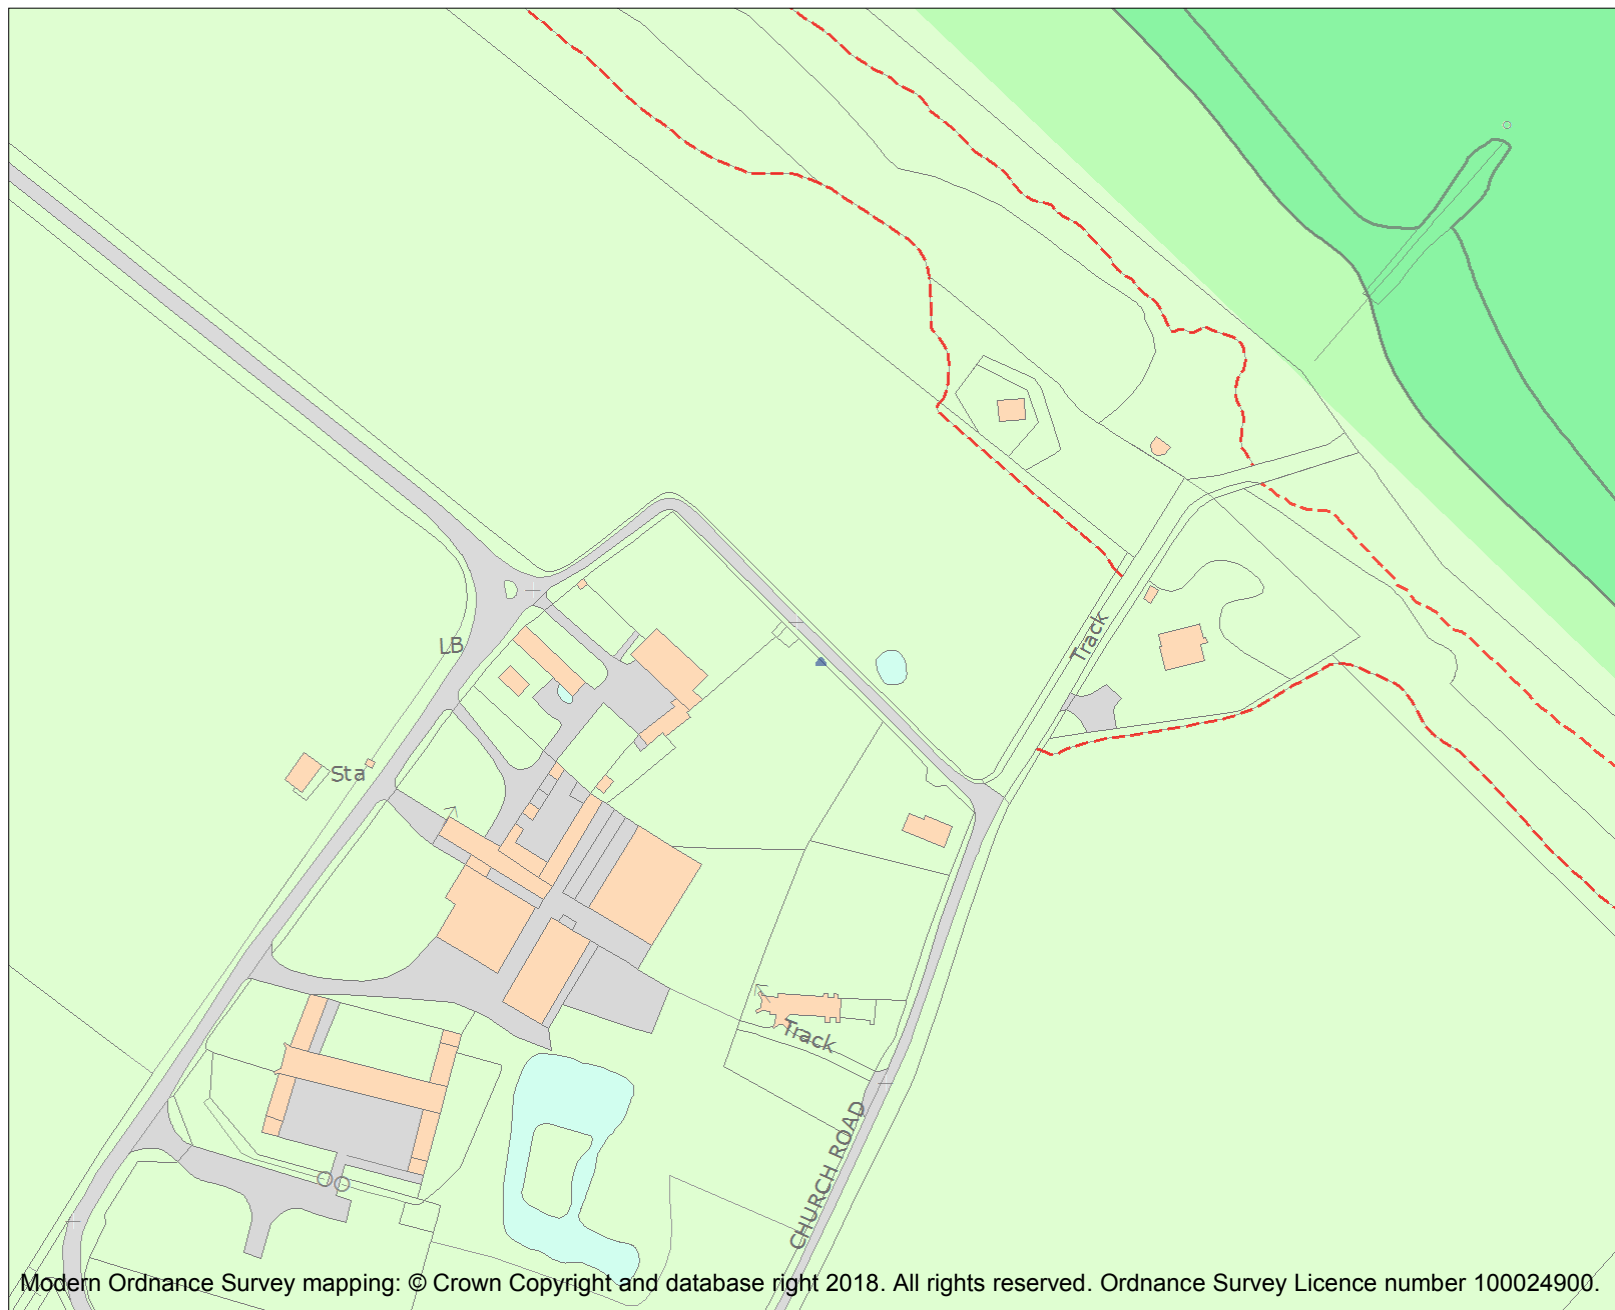 LB
Track
Sta
Track
CHURCH ROAD
Modern Ordnance Survey mapping: © Crown Copyright and database right 2018. All rights reserved. Ordnance Survey Licence number 100024900.